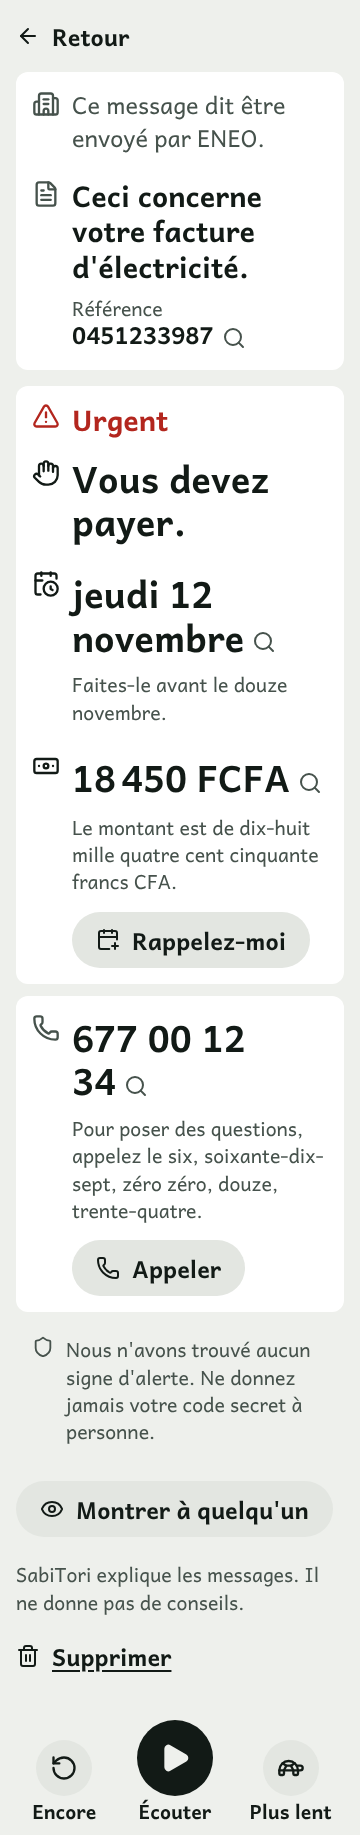 Retour
Ce message dit être
envoyé par ENEO.
Ceci concerne
votre facture
d'électricité.
Référence
0451233987
Urgent
Vous devez
payer.
jeudi 12
novembre
Faites-le avant le douze
novembre.
18 450 FCFA
Le montant est de dix-huit
mille quatre cent cinquante
francs CFA.
Rappelez-moi
677 00 12
34
Pour poser des questions,
appelez le six, soixante-dix-
sept, zéro zéro, douze,
trente-quatre.
Appeler
Nous n'avons trouvé aucun
signe d'alerte. Ne donnez
jamais votre code secret à
personne.
Montrer à quelqu'un
SabiTori explique les messages. Il
ne donne pas de conseils.
Supprimer
Encore
Écouter
Plus lent